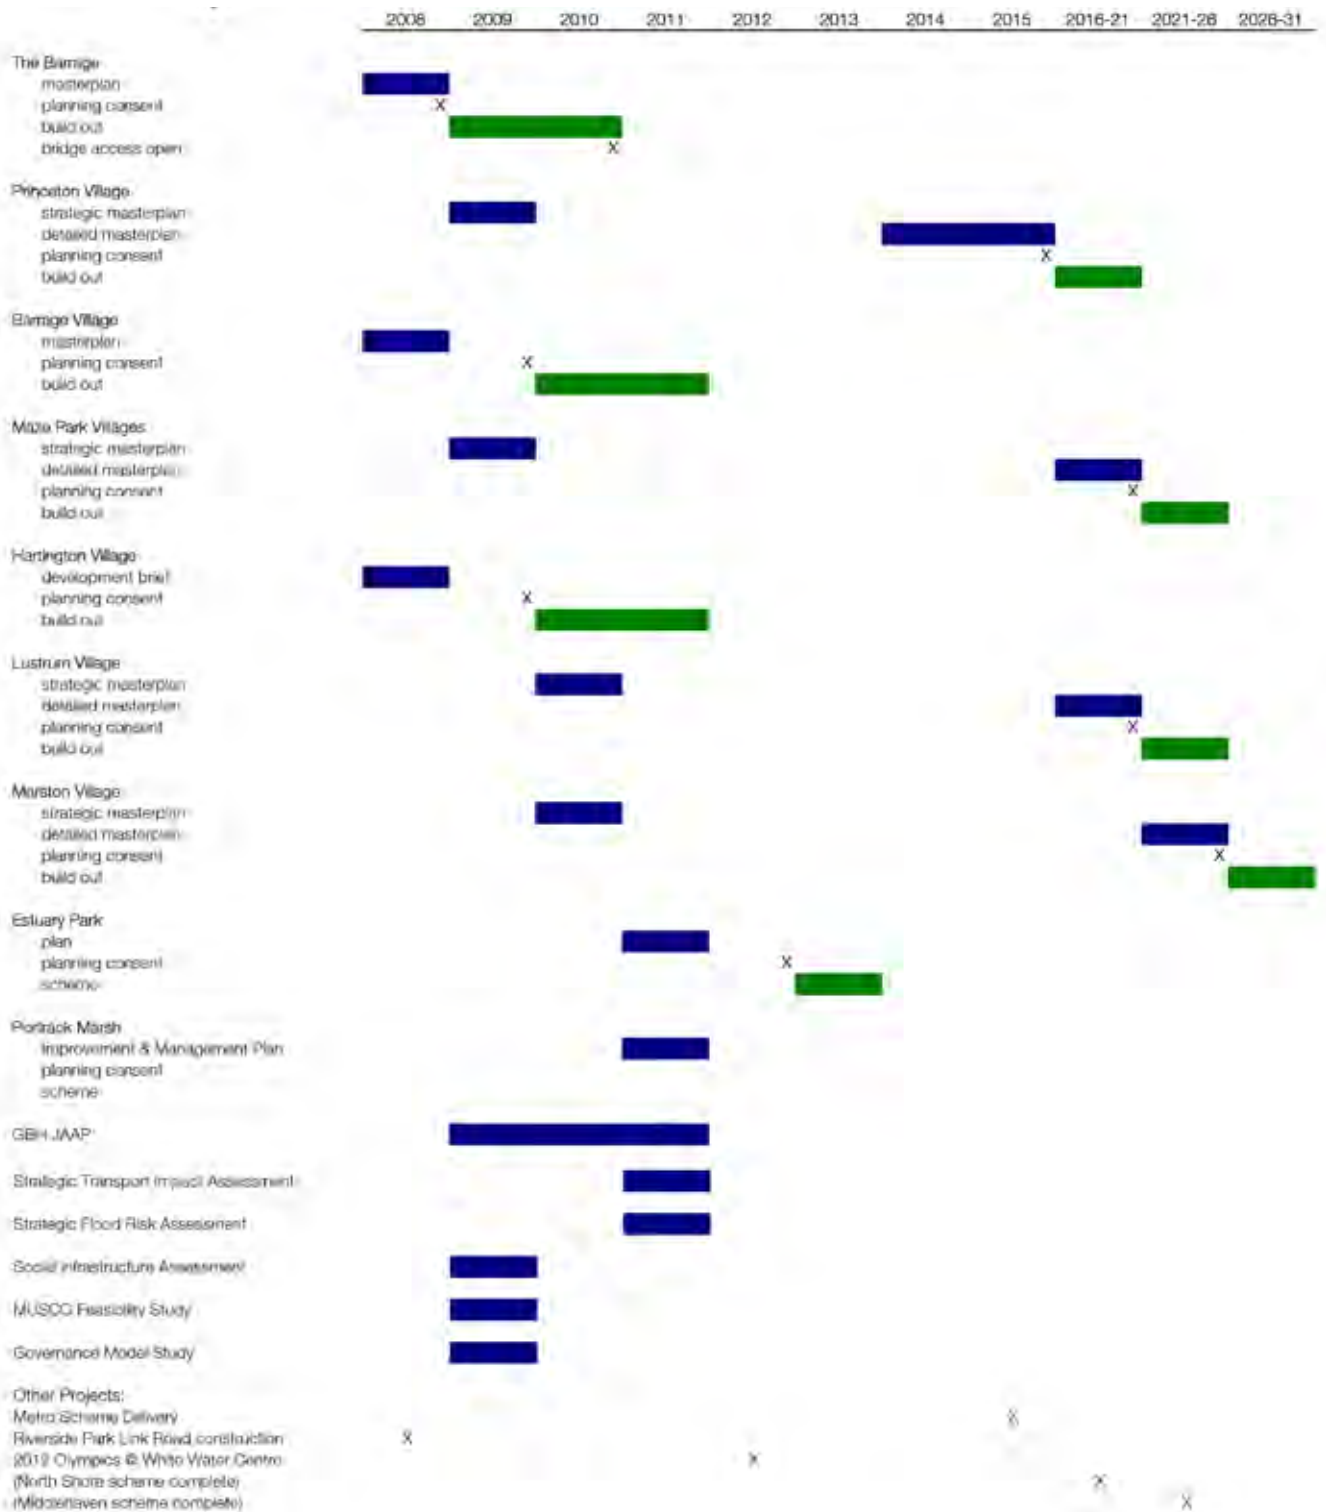 2008 2009 2010 2011 2012 2013 2014 2015 2016-21 2021-26 2026-31
The Barrage
masterplan
planning consent X
build out
bridge access open X
Princeton Village
strategic masterplan
detailed masterplan
planning consent X
build out
Barrage Village
masterplan
planning consent X
build out
Maze Park Villages
strategic masterplan
detailed masterplan
planning consent X
build out
Hartington Village
development brief
planning consent X
build out
Lustrum Village
strategic masterplan
detailed masterplan
planning consent X
build out
Marston Village
strategic masterplan
detailed masterplan
planning consent X
build out
Estuary Park
plan
planning consent X
scheme
Portrack Marsh
Improvement & Management Plan
planning consent
scheme
GBH JAAP
Strategic Transport Impact Assessment
Strategic Flood Risk Assessment
Social infrastructure Assessment
Feasibility Study
Governance Model Study
Other Projects:
Metro Scheme Delivery X
Riverside Park Link Road construction X
2012 Olympics @ White Water Centre X
(North Shore scheme complete) X
(Middlehaven scheme complete) X